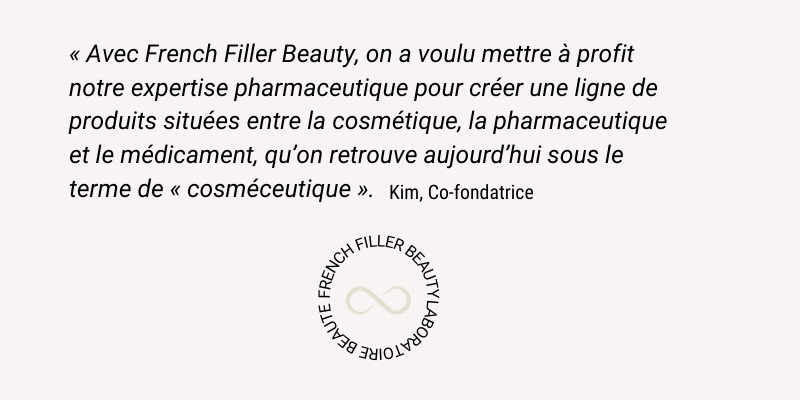 « Avec French Filler Beauty, on a voulu mettre à profit
notre expertise pharmaceutique pour créer une ligne de
produits situées entre la cosmétique, la pharmaceutique
et le médicament, qu’on retrouve aujourd’hui sous le
terme de « cosméceutique ». Kim, Co-fondatrice
FRENCH FILLER BEAUTY LABORATOIRE BEAUTE